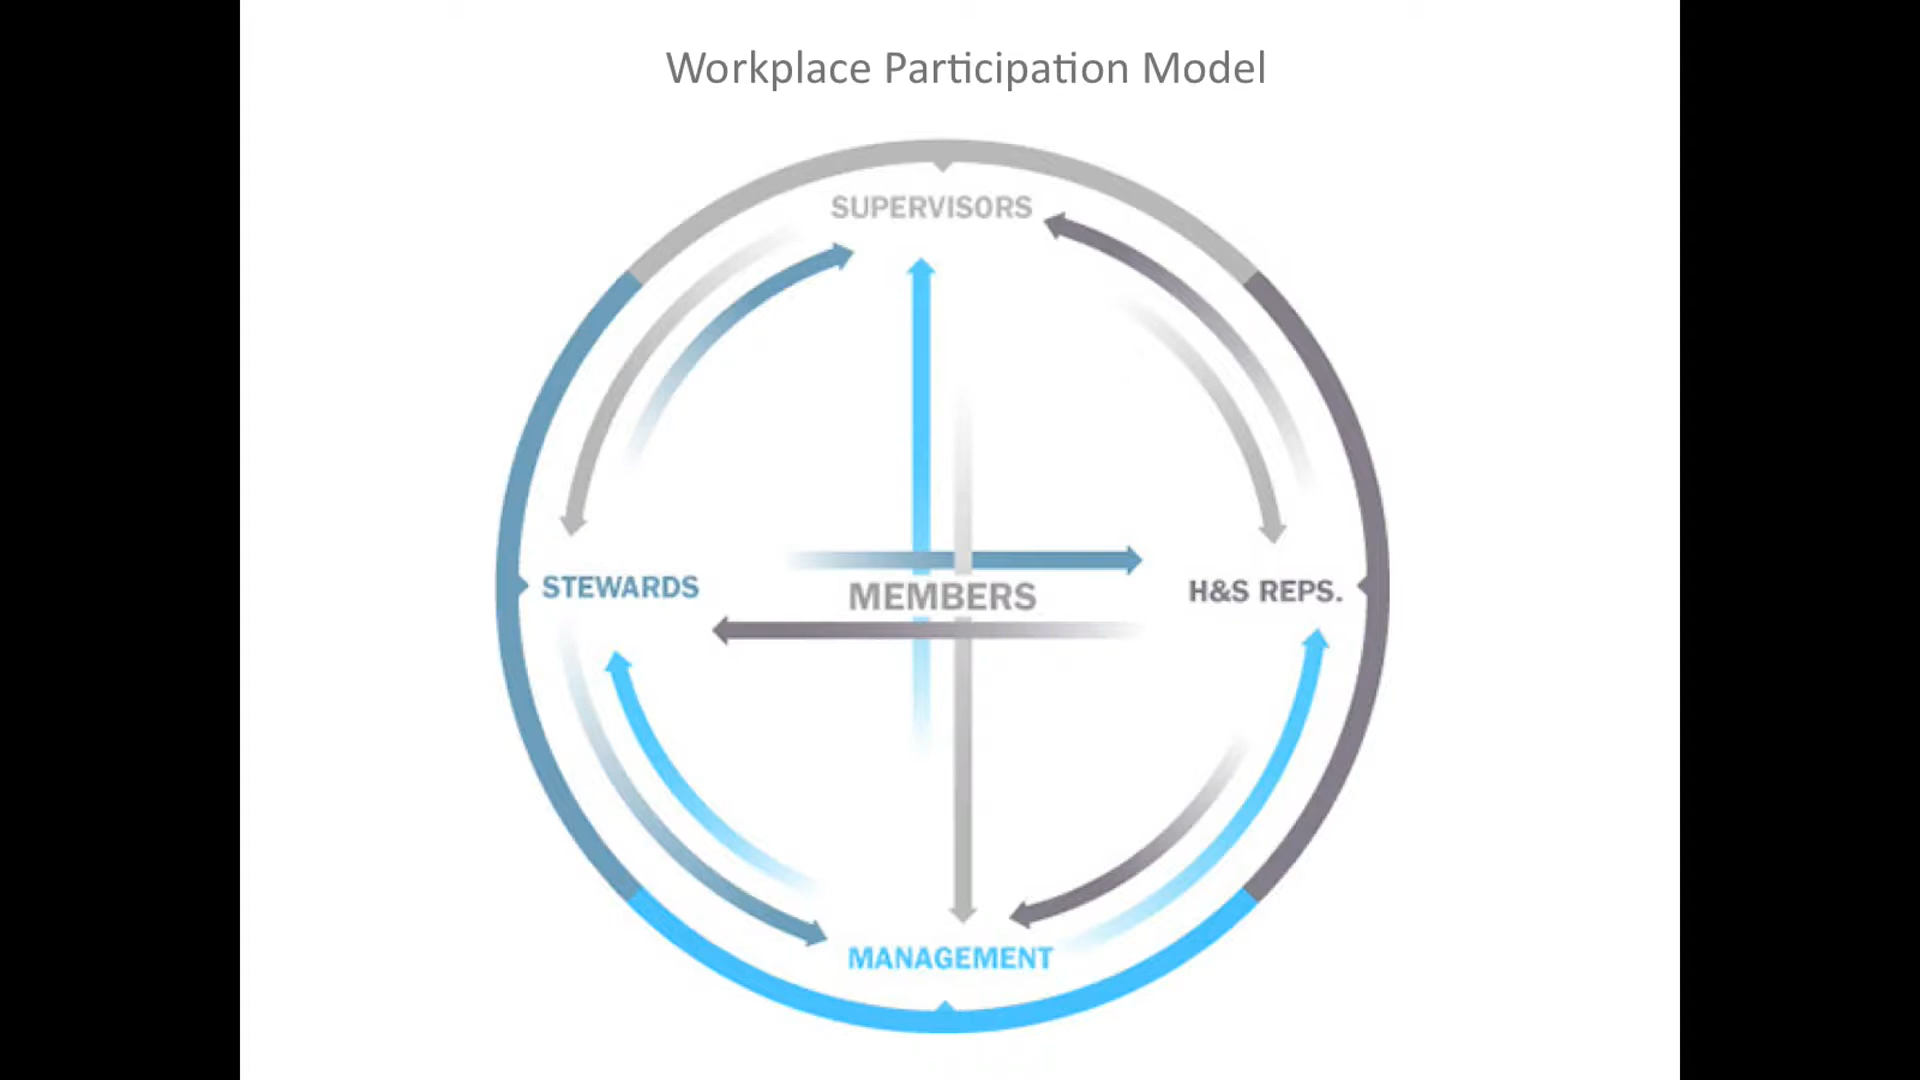 Workplace Participation Model
SUPERVISORS
STEWARDS
MEMBERS
H&S REPS.
MANAGEMENT